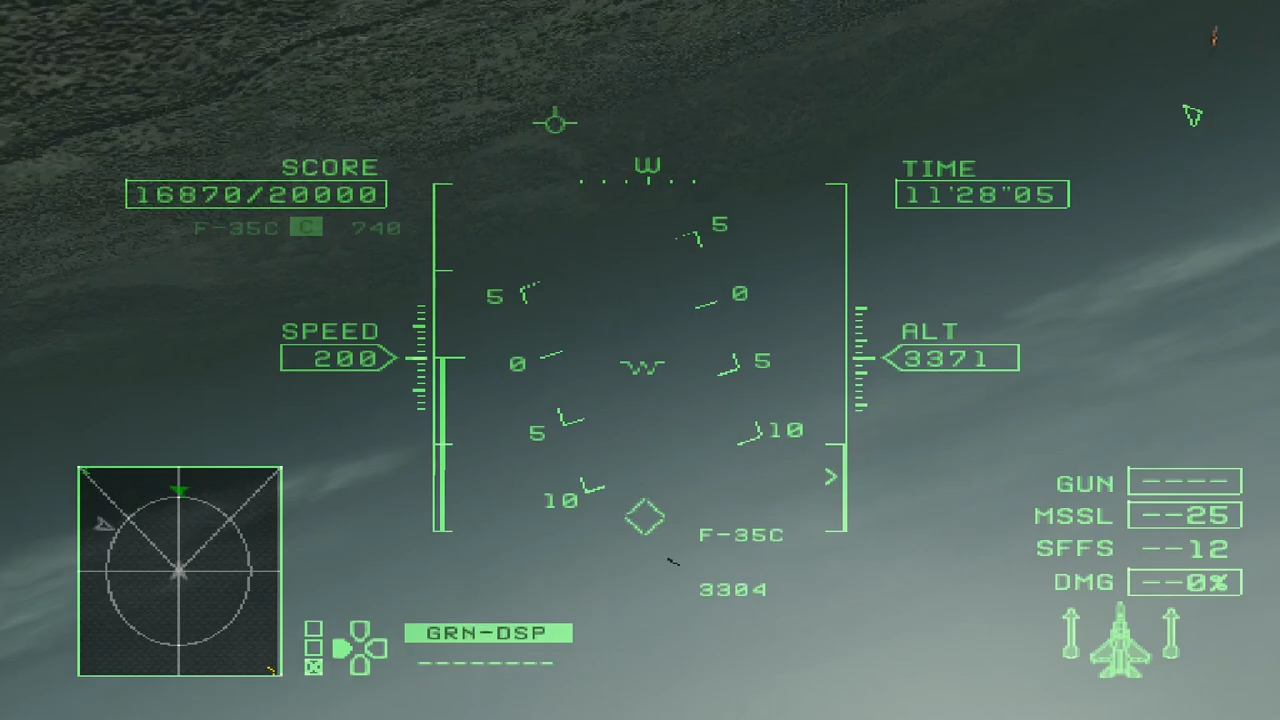 W
SCORE
16870/20000
F-35C C 740
TIME
11'28"05
5
5
0
SPEED
200
0
5
ALT
3371
5
10
10
F-35C
3304
GUN ----
MSSL --25
SFFS --12
DMG --0%
GRN-DSP
---------